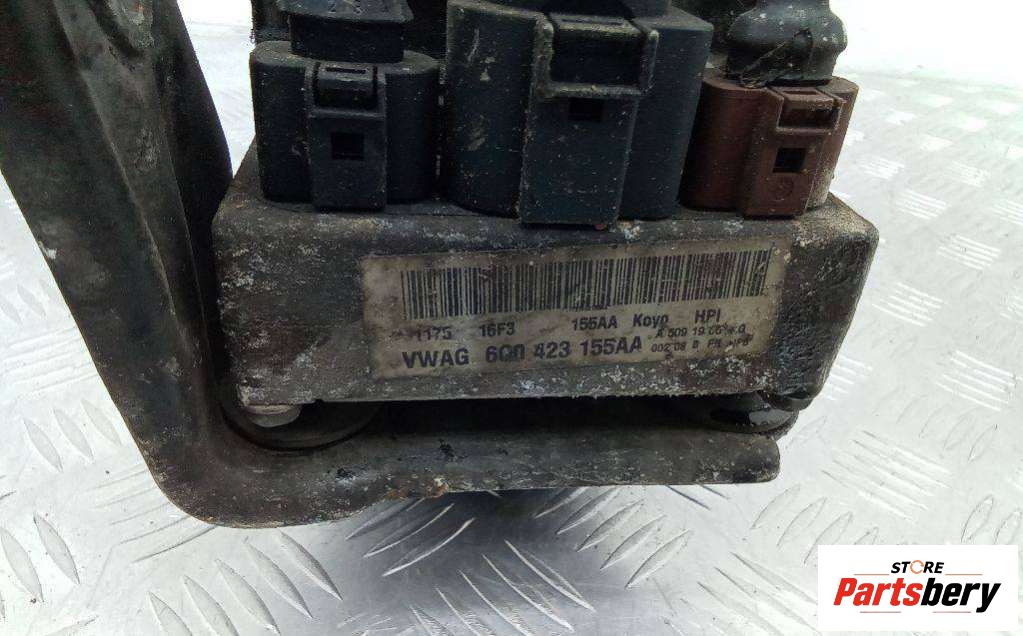 1175 16F3 155AA Koyo HPI
VWAG 6Q0 423 155AA
STORE
Partsbery